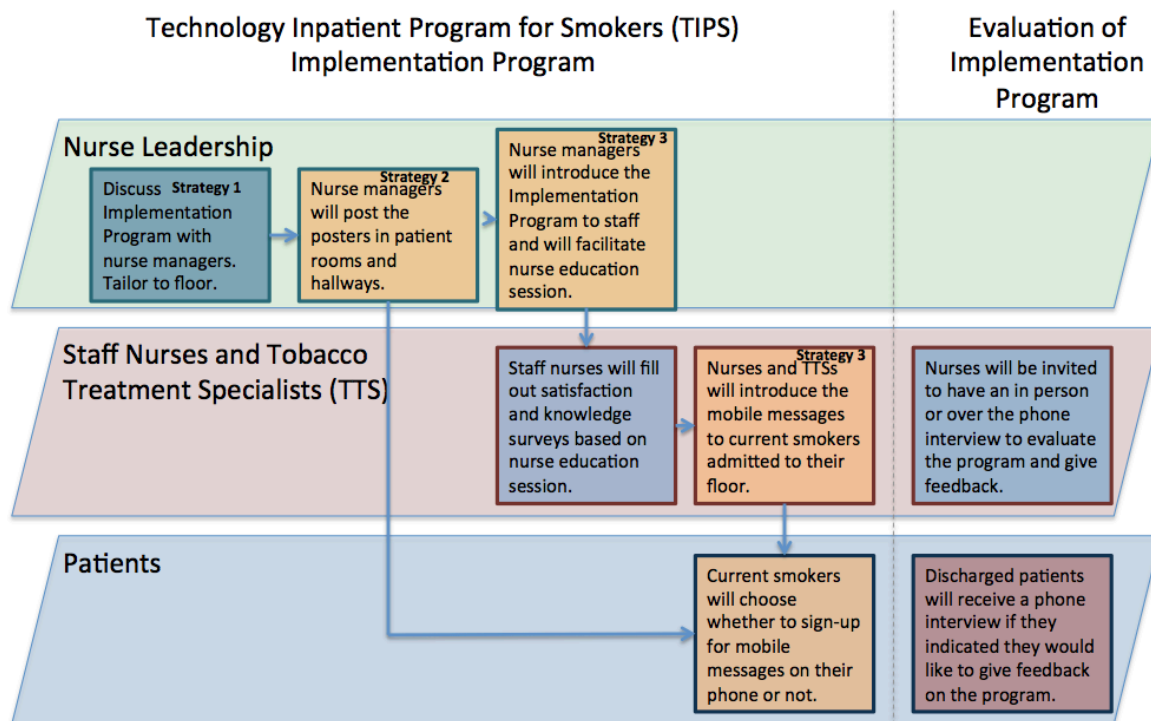 Technology Inpatient Program for Smokers (TIPS)
Implementation Program
Evaluation of
Implementation
Program
Nurse Leadership
Discuss Strategy 1
Implementation
Program with
nurse managers.
Tailor to floor.
Strategy 2
Nurse managers
will post the
posters in patient
rooms and
hallways.
Strategy 3
Nurse managers
will introduce the
Implementation
Program to staff
and will facilitate
nurse education
session.
Staff Nurses and Tobacco
Treatment Specialists (TTS)
Staff nurses will fill
out satisfaction
and knowledge
surveys based on
nurse education
session.
Strategy 3
Nurses and TTSs
will introduce the
mobile messages
to current smokers
admitted to their
floor.
Nurses will be invited
to have an in person
or over the phone
interview to evaluate
the program and give
feedback.
Patients
Current smokers
will choose
whether to sign-up
for mobile
messages on their
phone or not.
Discharged patients
will receive a phone
interview if they
indicated they would
like to give feedback
on the program.